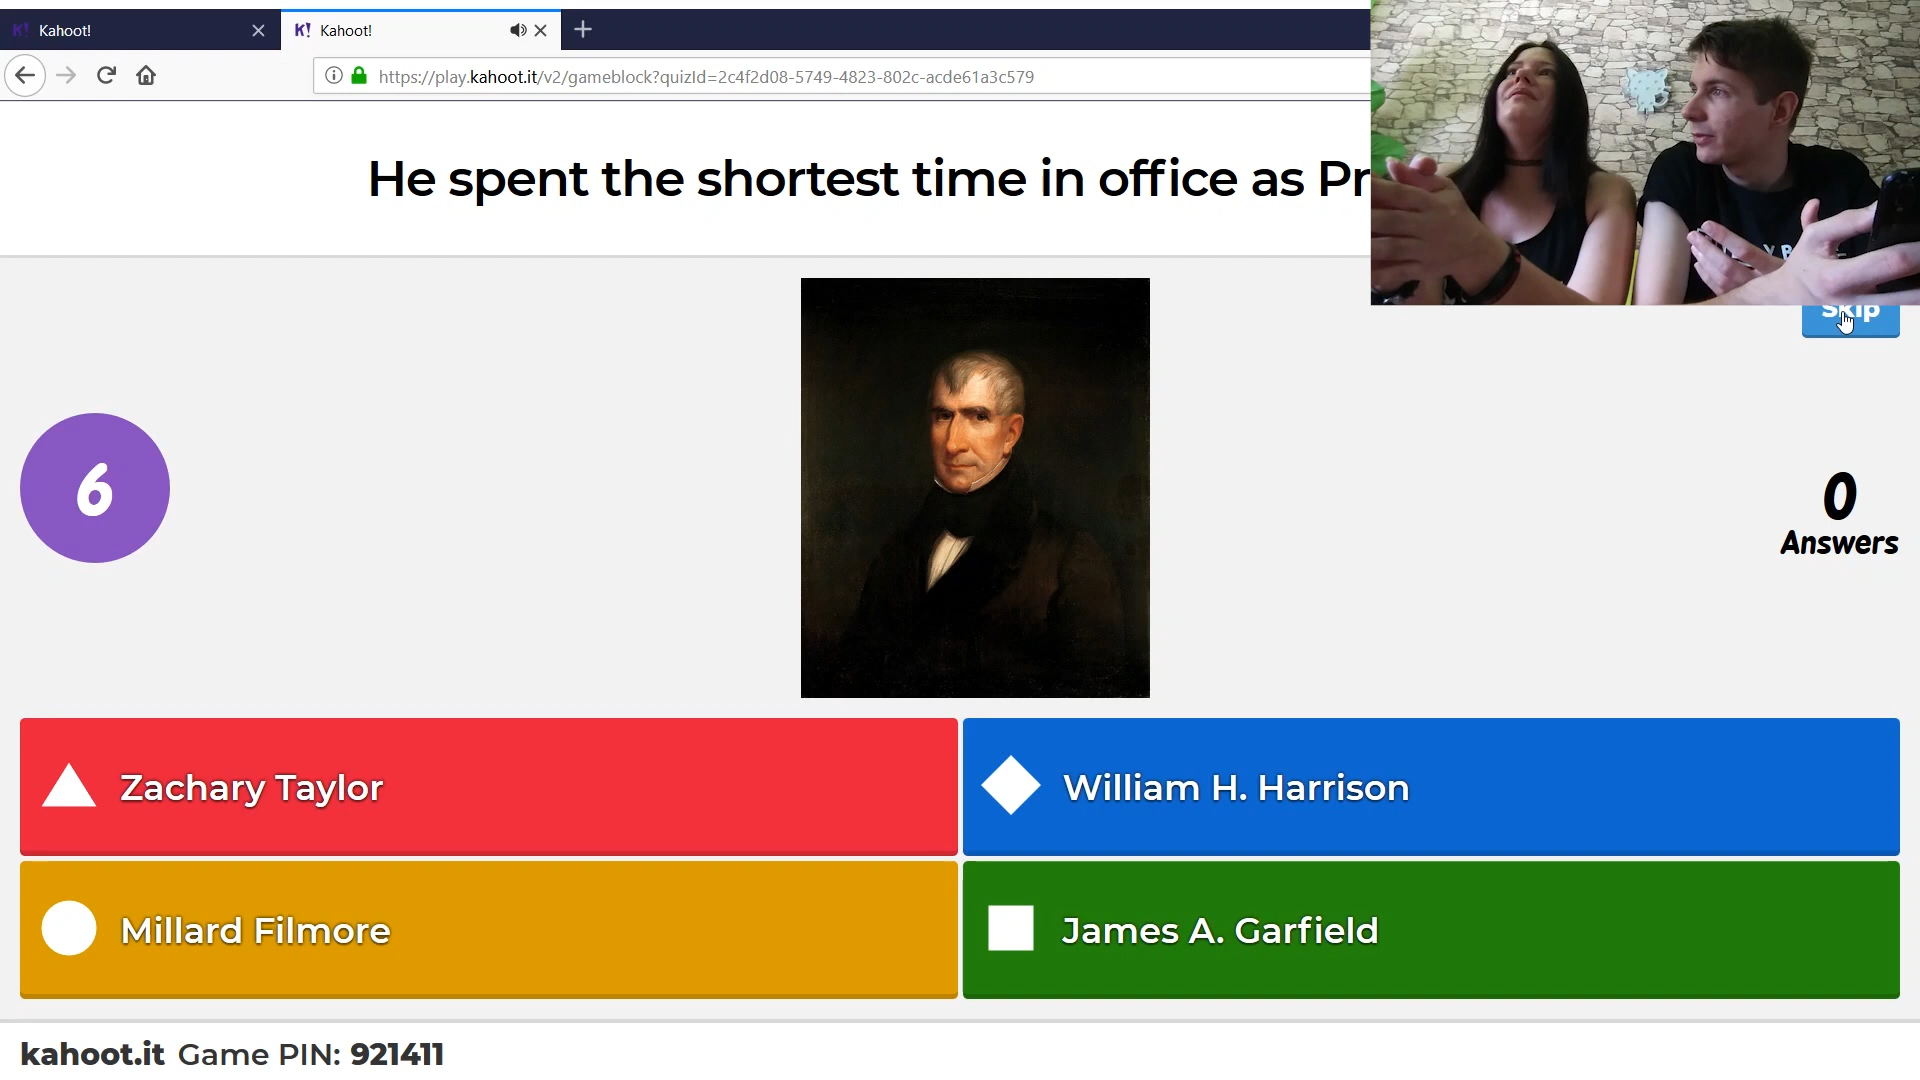 Kahoot!
Kahoot!
https://play.kahoot.it/v2/gameblock?quizId=2c4f2d08-5749-4823-802c-acde61a3c579
He spent the shortest time in office as Pr
Skip
6
0
Answers
Zachary Taylor
William H. Harrison
Millard Filmore
James A. Garfield
kahoot.it Game PIN: 921411